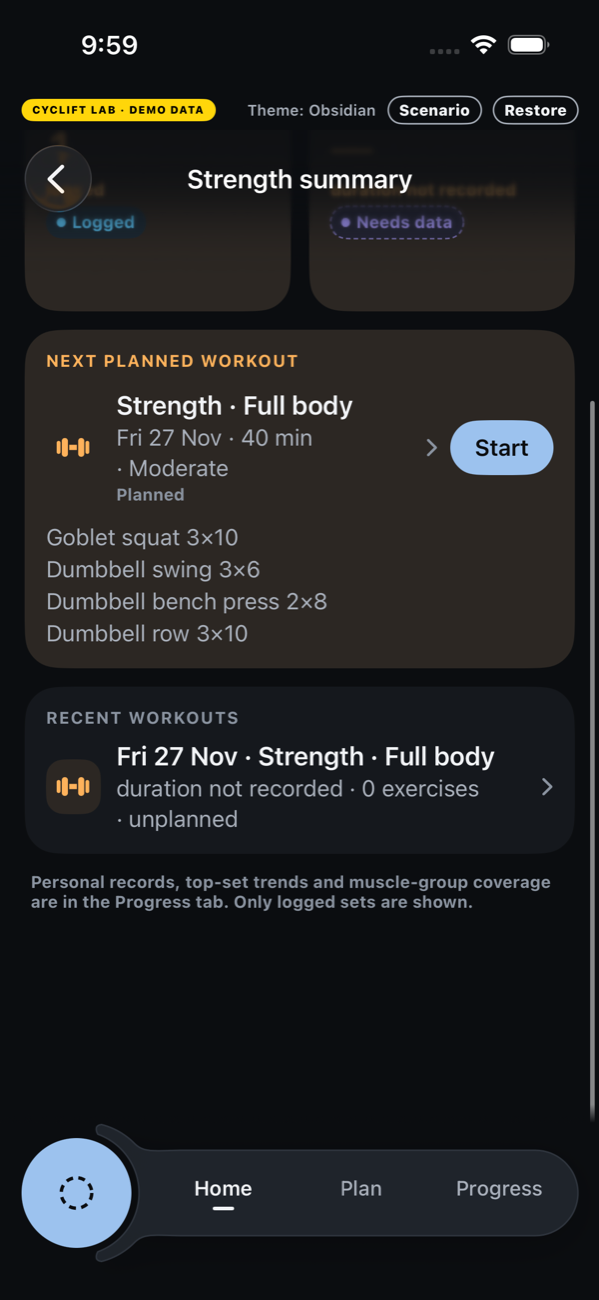 9:59
CYCLIFT LAB · DEMO DATA
Theme: Obsidian
Scenario
Restore
Strength summary
not recorded
Logged
Needs data
NEXT PLANNED WORKOUT
Strength · Full body
Fri 27 Nov · 40 min
· Moderate
Planned
Start
Goblet squat 3×10
Dumbbell swing 3×6
Dumbbell bench press 2×8
Dumbbell row 3×10
RECENT WORKOUTS
Fri 27 Nov · Strength · Full body
duration not recorded · 0 exercises
· unplanned
Personal records, top-set trends and muscle-group coverage
are in the Progress tab. Only logged sets are shown.
Home
Plan
Progress